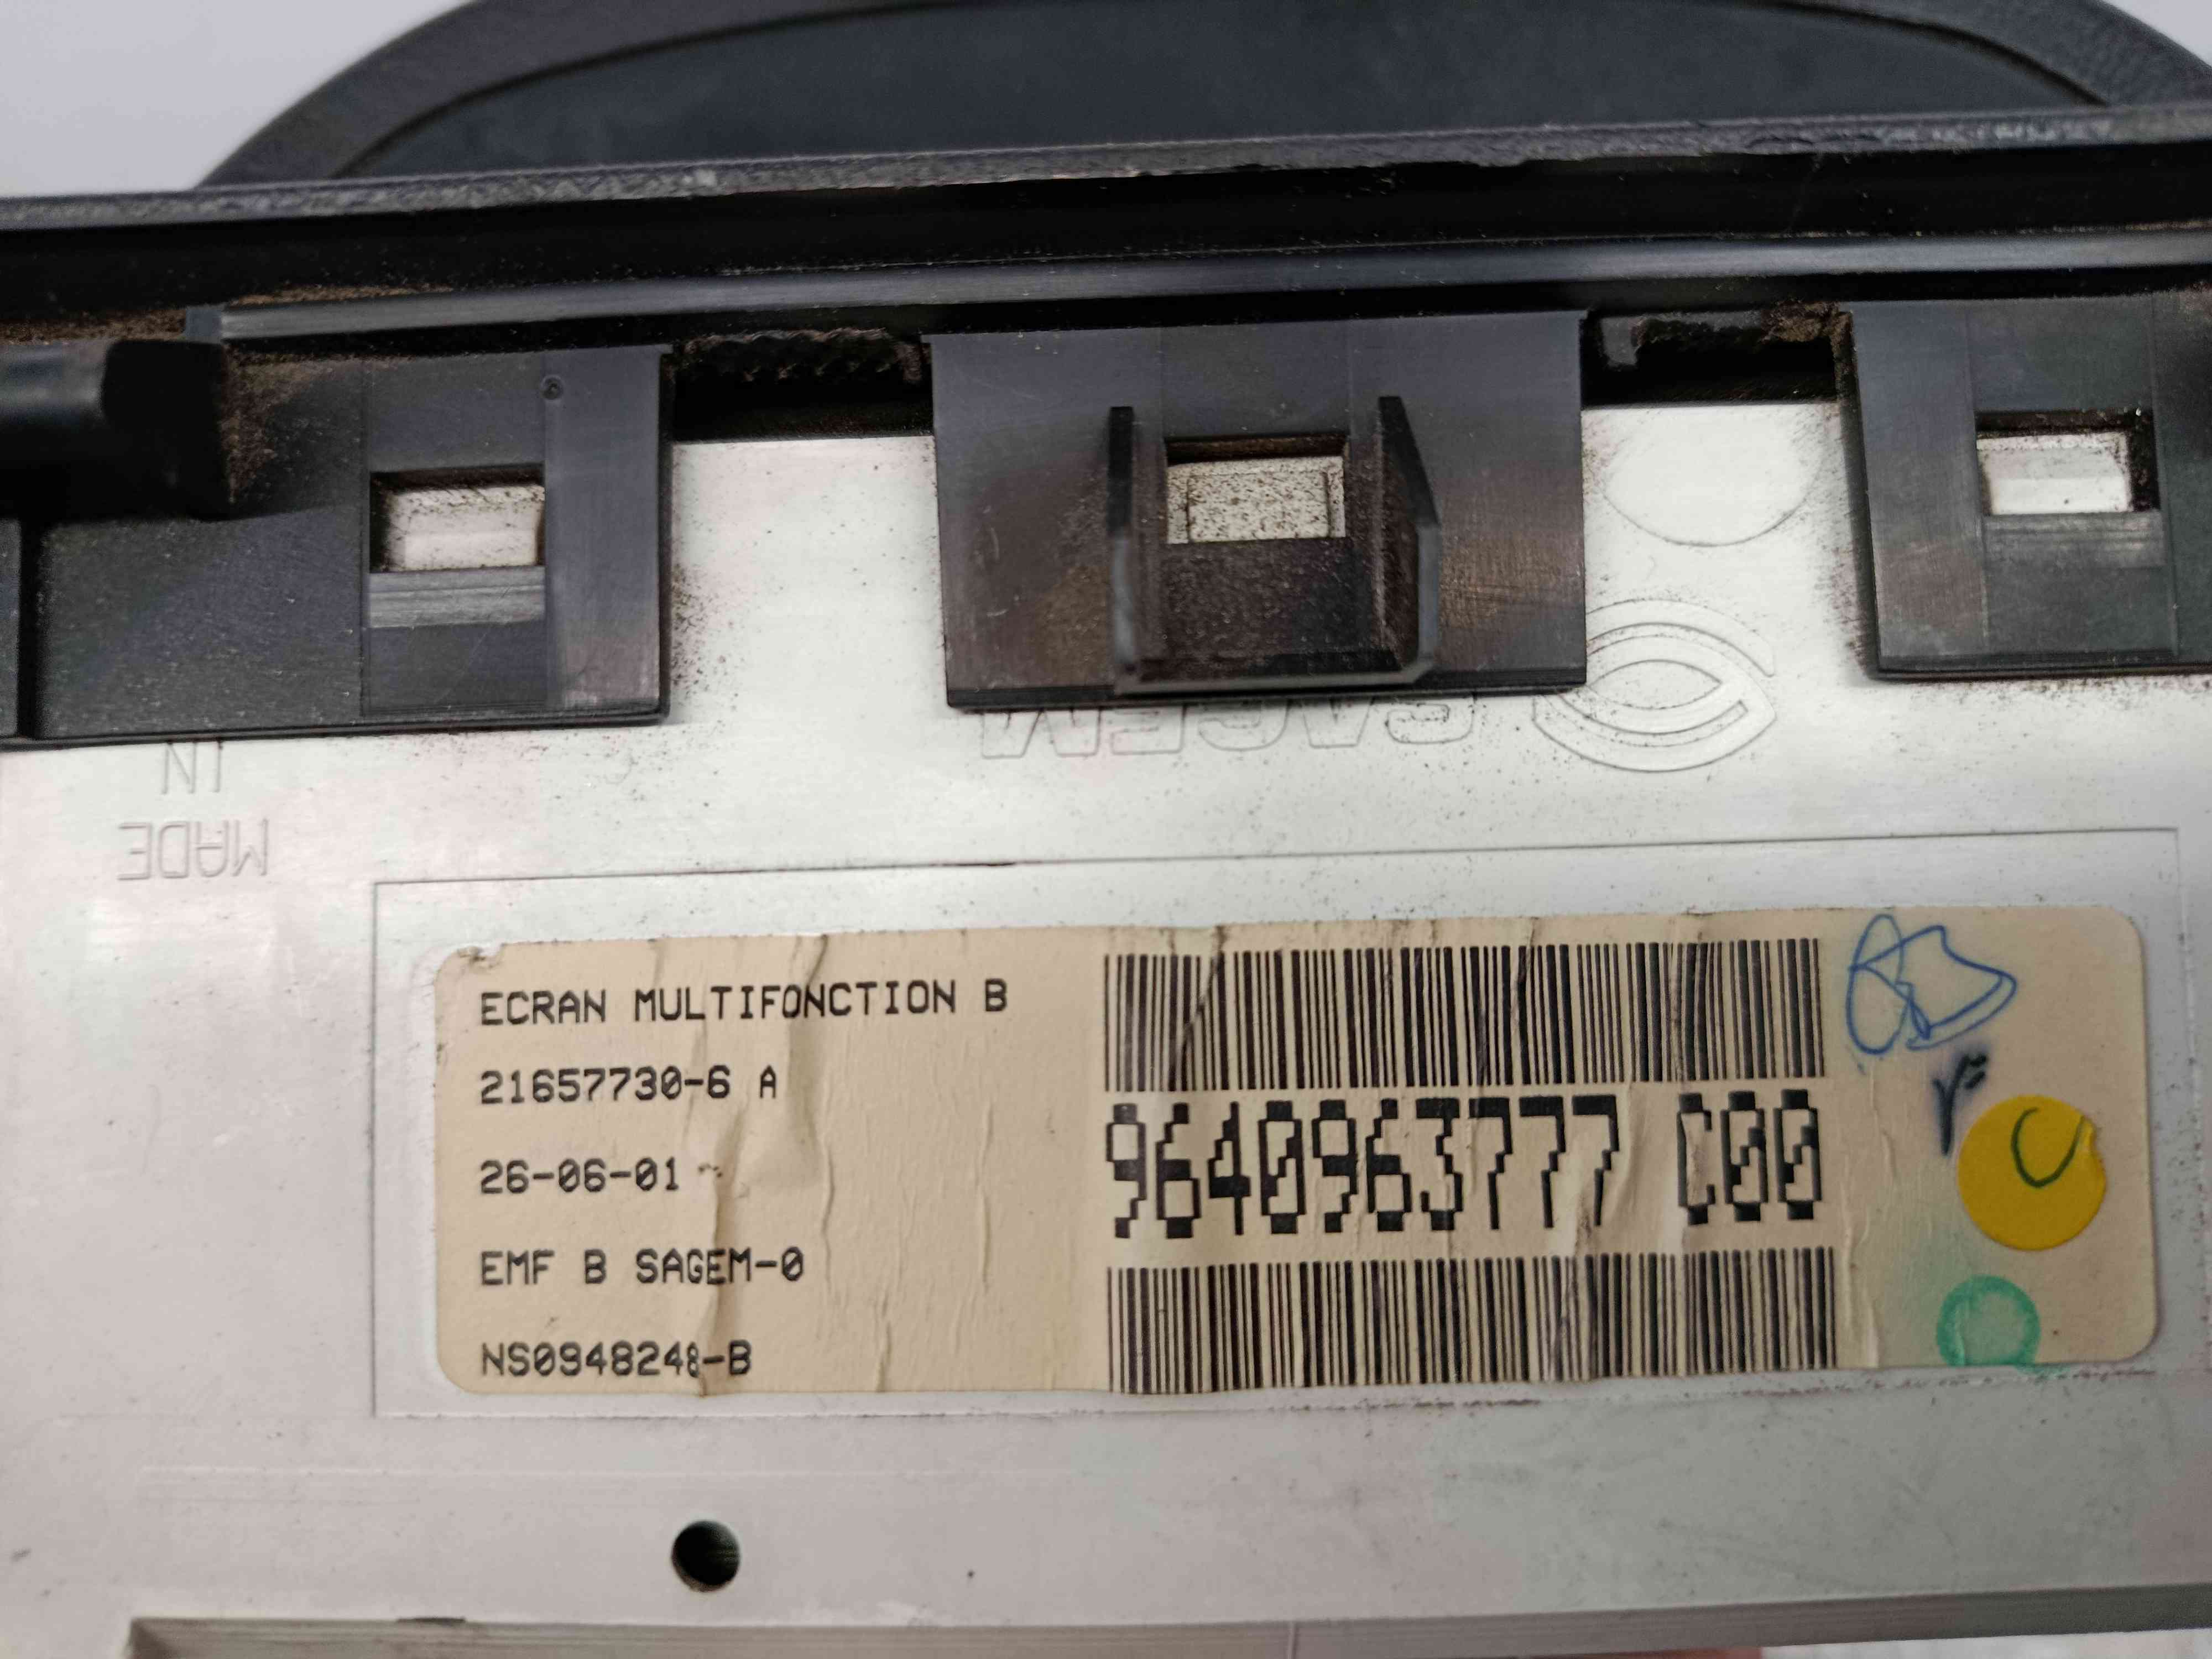 IN
MADE
SAGEM
ECRAN MULTIFONCTION B
21657730-6 A
26-06-01
EMF B SAGEM-0
NS0948248-B
9640963777 C00